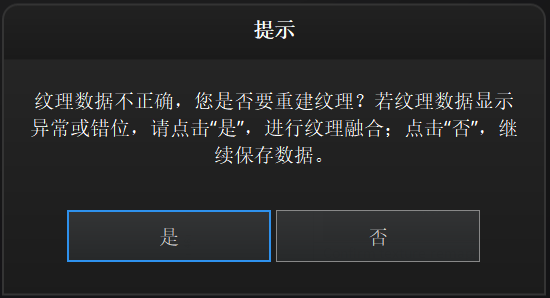 提示
纹理数据不正确，您是否要重建纹理？若纹理数据显示
异常或错位，请点击“是”，进行纹理融合；点击“否”，继
续保存数据。
是
否